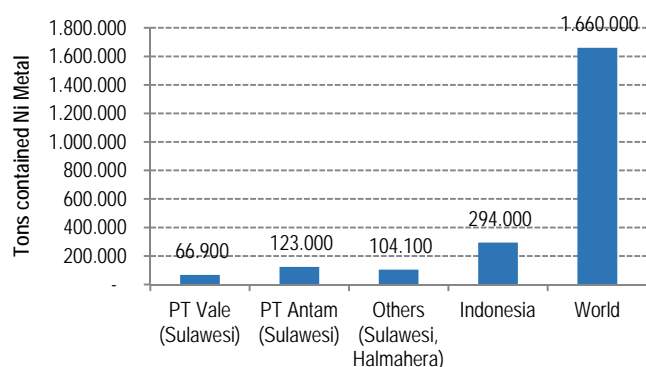 Tons contained Ni Metal
1.800.000
1.600.000
1.400.000
1.200.000
1.000.000
800.000
600.000
400.000
200.000
-
66.900
123.000
104.100
294.000
1.660.000
PT Vale
(Sulawesi)
PT Antam
(Sulawesi)
Others
(Sulawesi,
Halmahera)
Indonesia
World